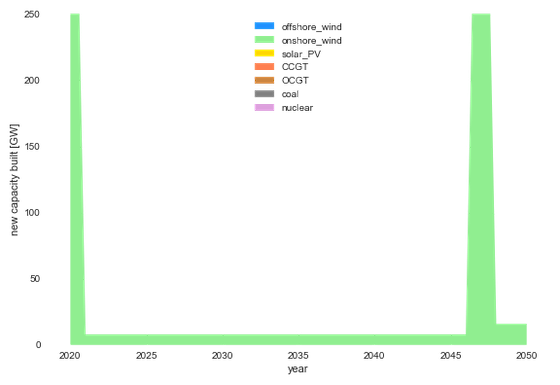 250
200
150
100
50
0
new capacity built [GW]
offshore_wind
onshore_wind
solar_PV
CCGT
OCGT
coal
nuclear
2020 2025 2030 2035 2040 2045 2050
year